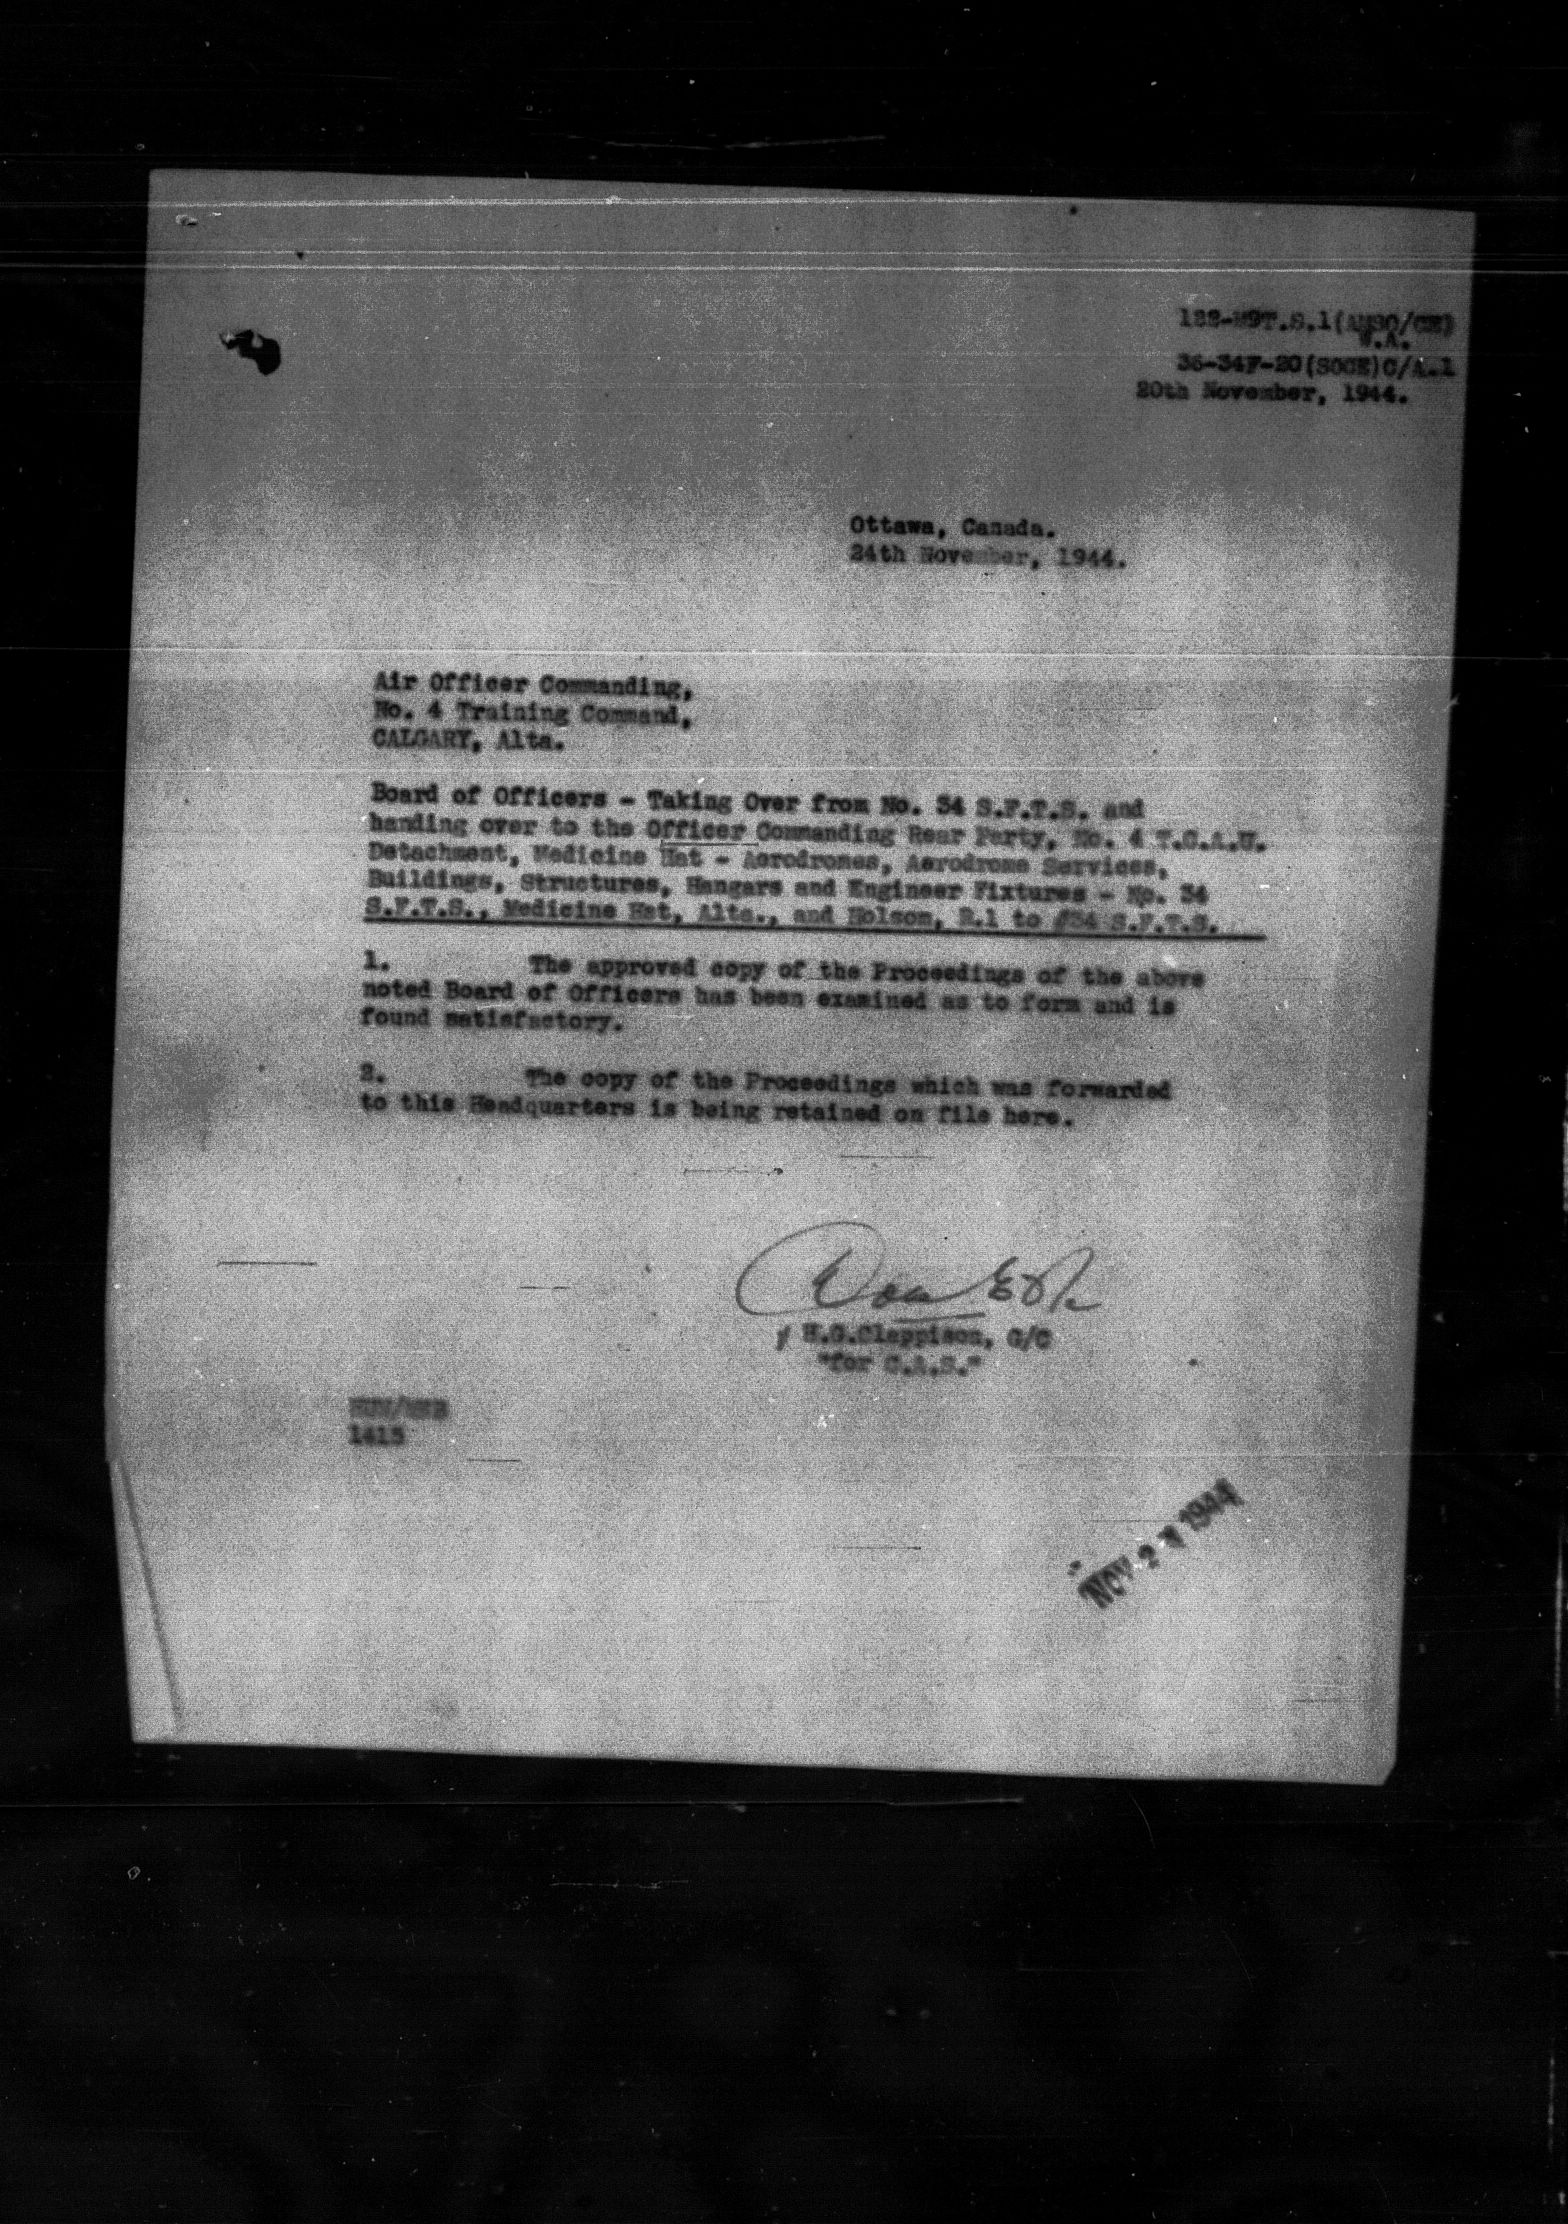 36-34F-20(SOCE)C/A.1
20th November, 1944.
Ottawa, Canada.
24th November, 1944.
Air Officer Commanding,
No. 4 Training Command,
CALGARY, Alta.
Board of Officers - Taking Over from No. 34 S.F.T.S. and
handing over to the Officer Commanding Rear Party, No. 4 T.C.A.U.
Detachment, Medicine Hat - Aerodromes, Aerodrome Services,
Buildings, Structures, Hangars and Engineer Fixtures - No. 34
S.F.T.S., Medicine Hat, Alta., and Holsom, R.1 to #34 S.F.T.S.
1. The approved copy of the Proceedings of the above
noted Board of Officers has been examined as to form and is
found satisfactory.
2. The copy of the Proceedings which was forwarded
to this Headquarters is being retained on file here.
H.G.Clappison, G/C
"for C.A.S."
1415
NOV 2 1944